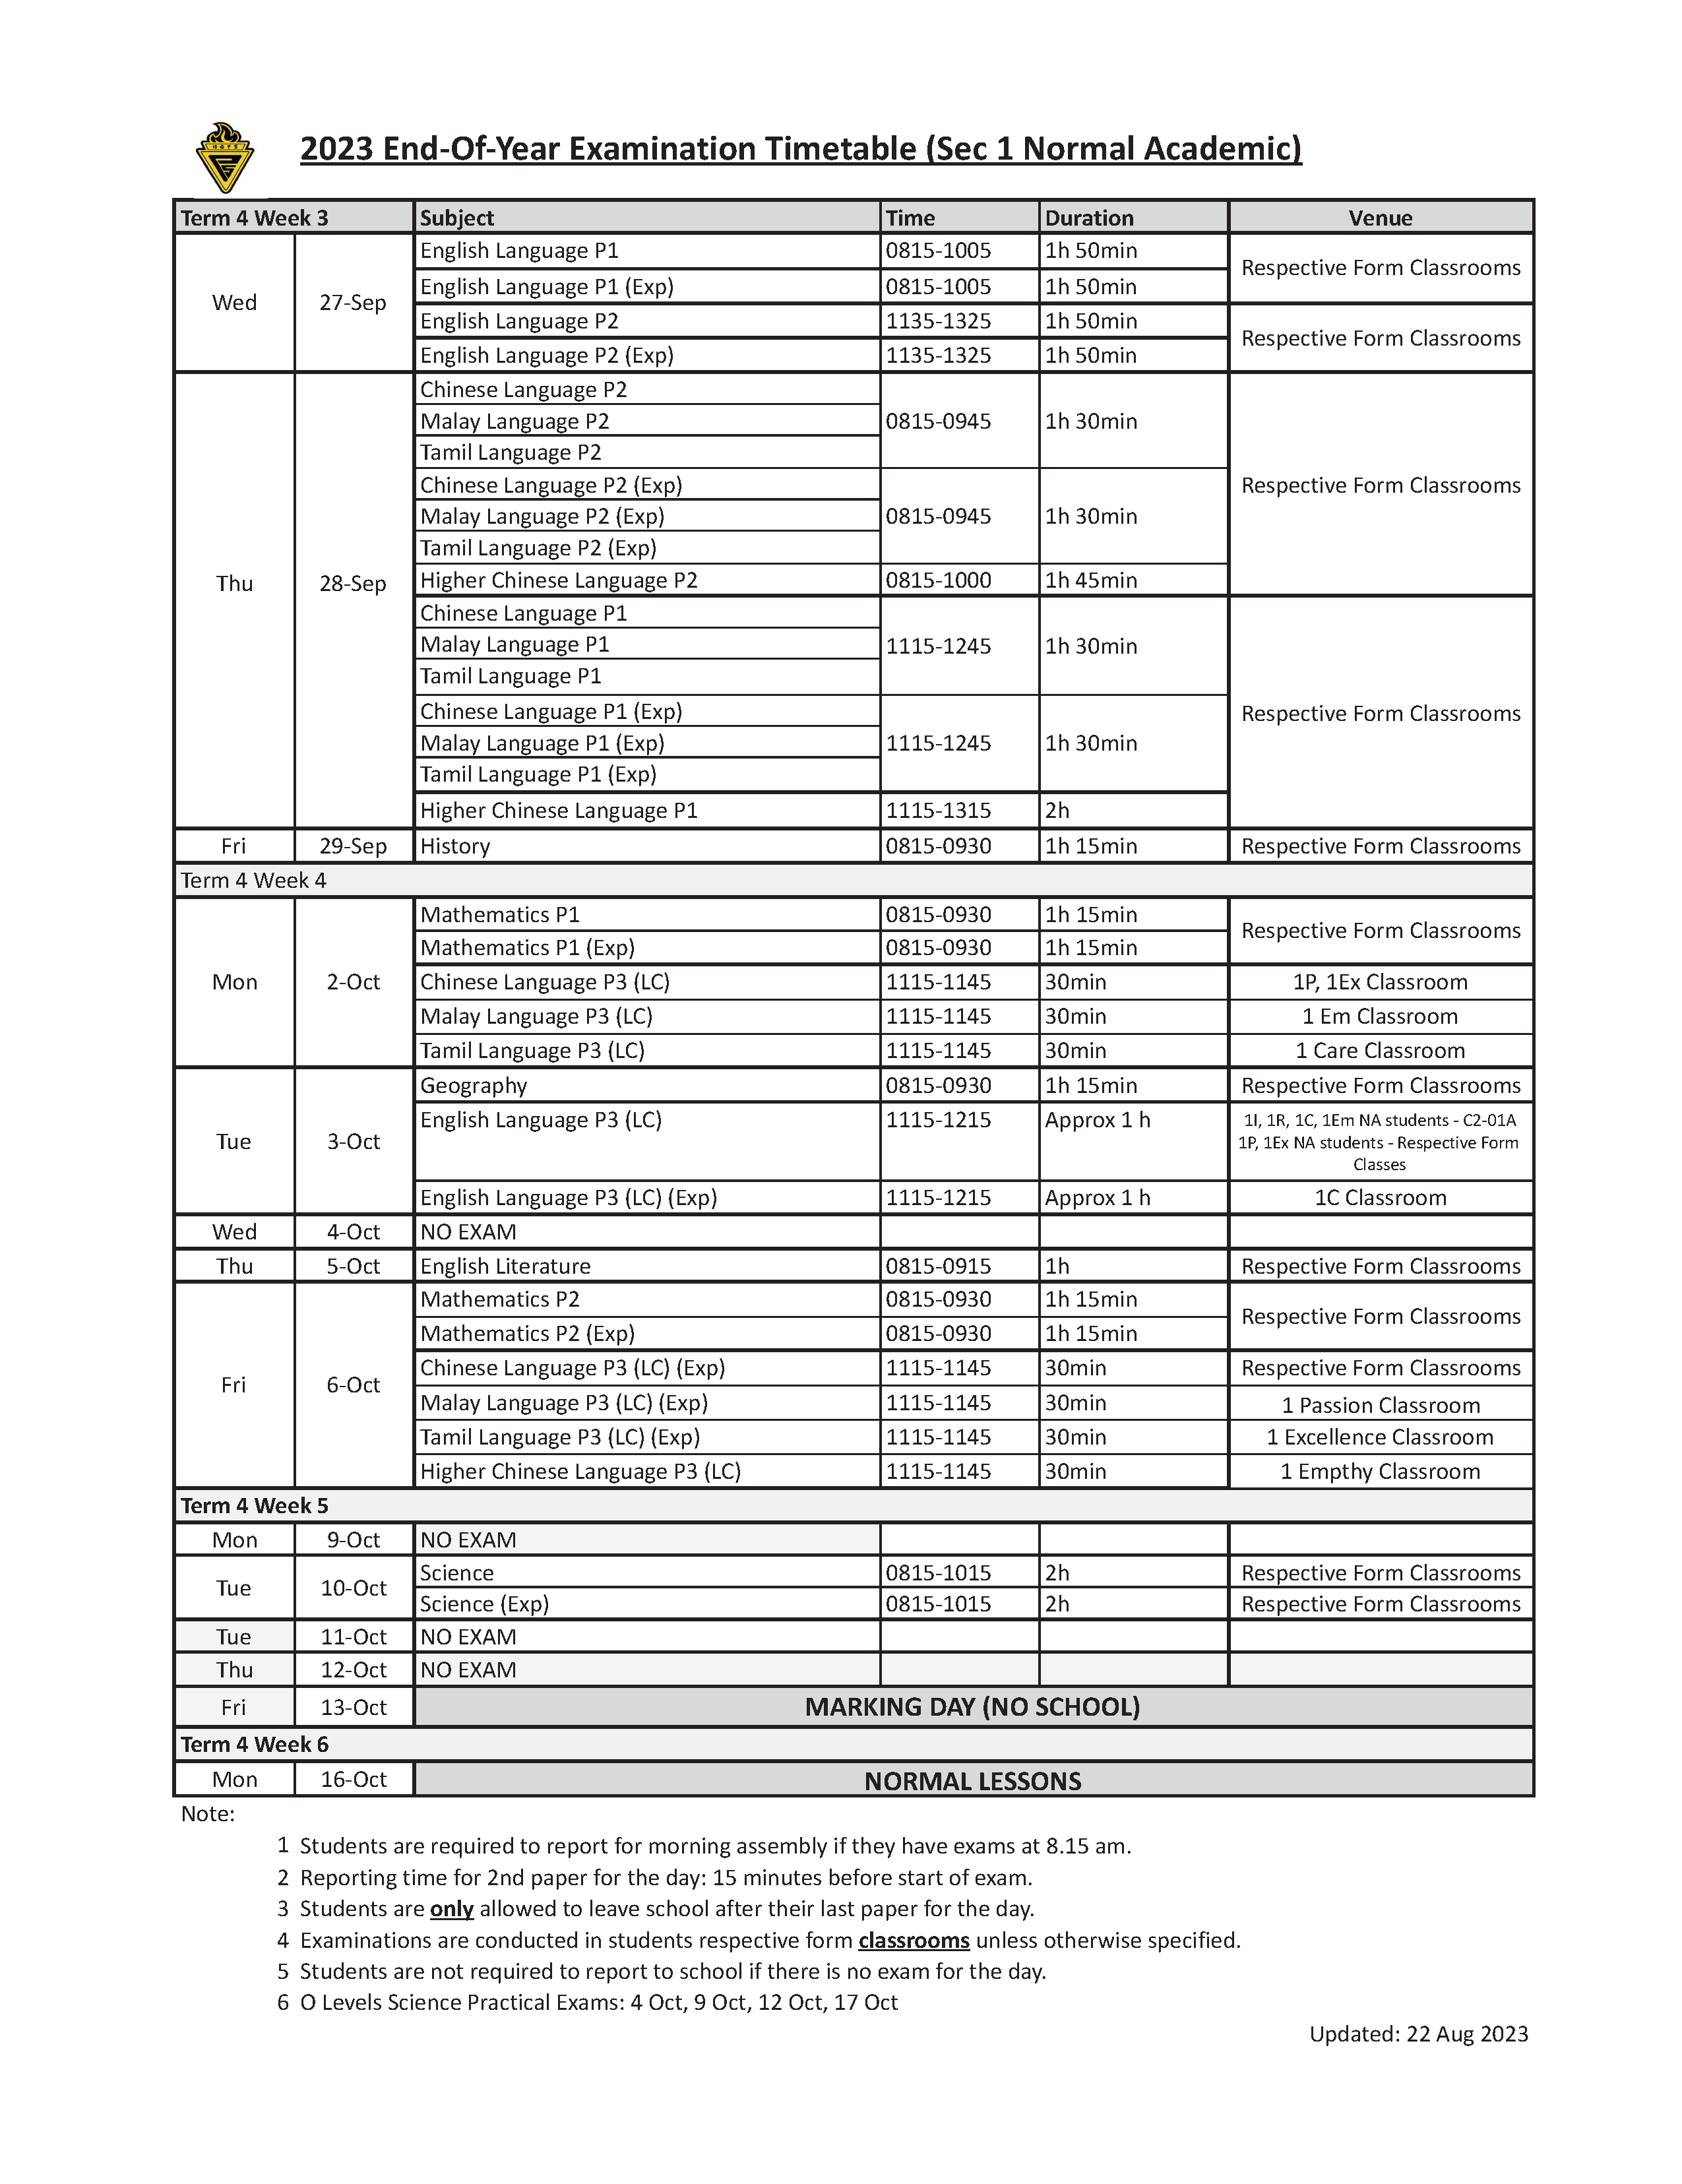 2023 End-Of-Year Examination Timetable (Sec 1 Normal Academic)
Term 4 Week 3 Subject Time Duration Venue
Wed 27-Sep
English Language P1 0815-1005 1h 50min
Respective Form Classrooms
English Language P1 (Exp) 0815-1005 1h 50min
English Language P2 1135-1325 1h 50min
Respective Form Classrooms
English Language P2 (Exp) 1135-1325 1h 50min
Thu 28-Sep
Chinese Language P2
Malay Language P2 0815-0945 1h 30min
Tamil Language P2
Chinese Language P2 (Exp) Respective Form Classrooms
Malay Language P2 (Exp) 0815-0945 1h 30min
Tamil Language P2 (Exp)
Higher Chinese Language P2 0815-1000 1h 45min
Chinese Language P1
Malay Language P1 1115-1245 1h 30min
Tamil Language P1
Chinese Language P1 (Exp) Respective Form Classrooms
Malay Language P1 (Exp) 1115-1245 1h 30min
Tamil Language P1 (Exp)
Higher Chinese Language P1 1115-1315 2h
Fri 29-Sep History 0815-0930 1h 15min Respective Form Classrooms
Term 4 Week 4
Mon 2-Oct
Mathematics P1 0815-0930 1h 15min
Respective Form Classrooms
Mathematics P1 (Exp) 0815-0930 1h 15min
Chinese Language P3 (LC) 1115-1145 30min 1P, 1Ex Classroom
Malay Language P3 (LC) 1115-1145 30min 1 Em Classroom
Tamil Language P3 (LC) 1115-1145 30min 1 Care Classroom
Tue 3-Oct
Geography 0815-0930 1h 15min Respective Form Classrooms
English Language P3 (LC) 1115-1215 Approx 1 h 1I, 1R, 1C, 1Em NA students - C2-01A
1P, 1Ex NA students - Respective Form
Classes
English Language P3 (LC) (Exp) 1115-1215 Approx 1 h 1C Classroom
Wed 4-Oct NO EXAM
Thu 5-Oct English Literature 0815-0915 1h Respective Form Classrooms
Fri 6-Oct
Mathematics P2 0815-0930 1h 15min
Respective Form Classrooms
Mathematics P2 (Exp) 0815-0930 1h 15min
Chinese Language P3 (LC) (Exp) 1115-1145 30min Respective Form Classrooms
Malay Language P3 (LC) (Exp) 1115-1145 30min 1 Passion Classroom
Tamil Language P3 (LC) (Exp) 1115-1145 30min 1 Excellence Classroom
Higher Chinese Language P3 (LC) 1115-1145 30min 1 Empthy Classroom
Term 4 Week 5
Mon 9-Oct NO EXAM
Tue 10-Oct
Science 0815-1015 2h Respective Form Classrooms
Science (Exp) 0815-1015 2h Respective Form Classrooms
Tue 11-Oct NO EXAM
Thu 12-Oct NO EXAM
Fri 13-Oct MARKING DAY (NO SCHOOL)
Term 4 Week 6
Mon 16-Oct NORMAL LESSONS
Note:
1 Students are required to report for morning assembly if they have exams at 8.15 am.
2 Reporting time for 2nd paper for the day: 15 minutes before start of exam.
3 Students are only allowed to leave school after their last paper for the day.
4 Examinations are conducted in students respective form classrooms unless otherwise specified.
5 Students are not required to report to school if there is no exam for the day.
6 O Levels Science Practical Exams: 4 Oct, 9 Oct, 12 Oct, 17 Oct
Updated: 22 Aug 2023